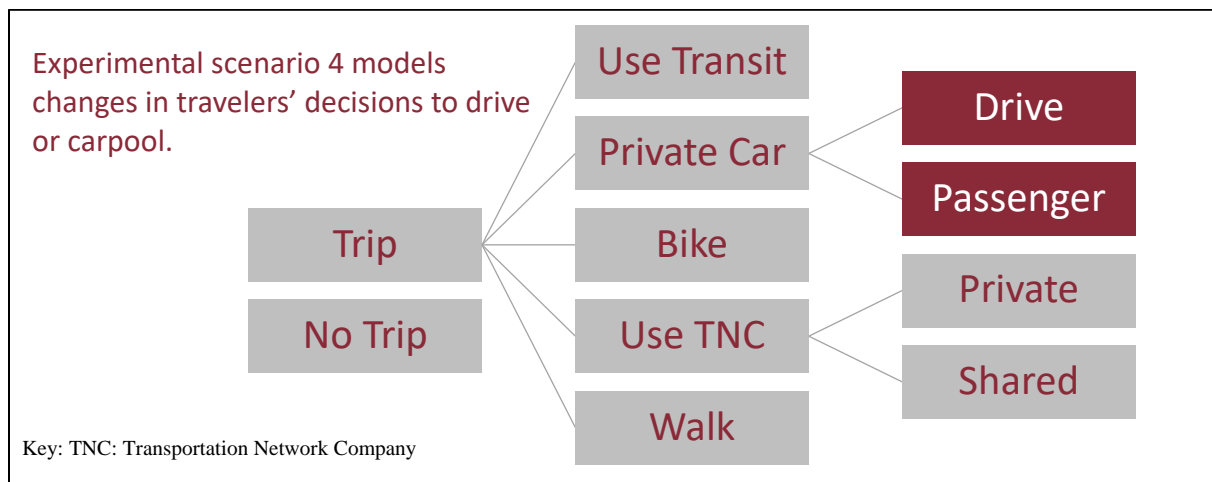 Experimental scenario 4 models
changes in travelers’ decisions to drive
or carpool.
Trip
No Trip
Use Transit
Private Car
Bike
Use TNC
Walk
Drive
Passenger
Private
Shared
Key: TNC: Transportation Network Company